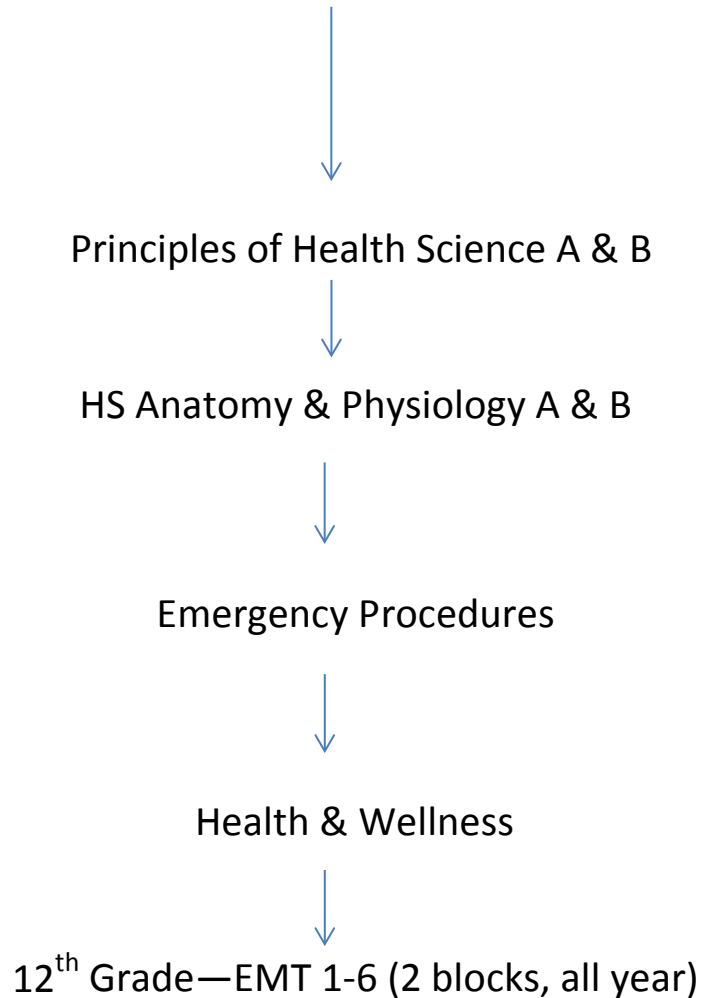 Principles of Health Science A & B
HS Anatomy & Physiology A & B
Emergency Procedures
Health & Wellness
12th Grade—EMT 1-6 (2 blocks, all year)